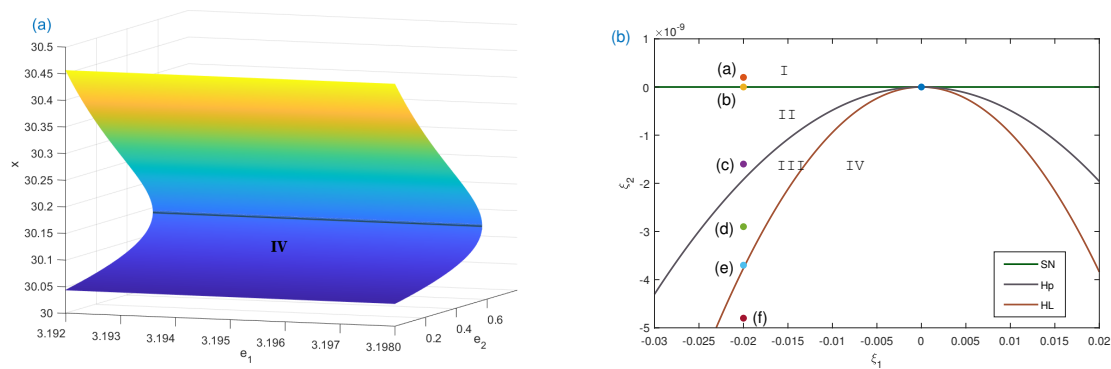 (a)
x
30.5
30.45
30.4
30.35
30.3
30.25
30.2
30.15
30.1
30.05
30
IV
3.192
3.193
3.194
3.195
3.196
3.197
3.1980
e1
0.2
0.4
0.6
e2
(b)
×10-9
1
0
-1
-2
-3
-4
-5
ξ2
(a)
I
(b)
II
(c)
III
IV
(d)
(e)
(f)
SN
Hp
HL
-0.03
-0.025
-0.02
-0.015
-0.01
-0.005
0
0.005
0.01
0.015
0.02
ξ1